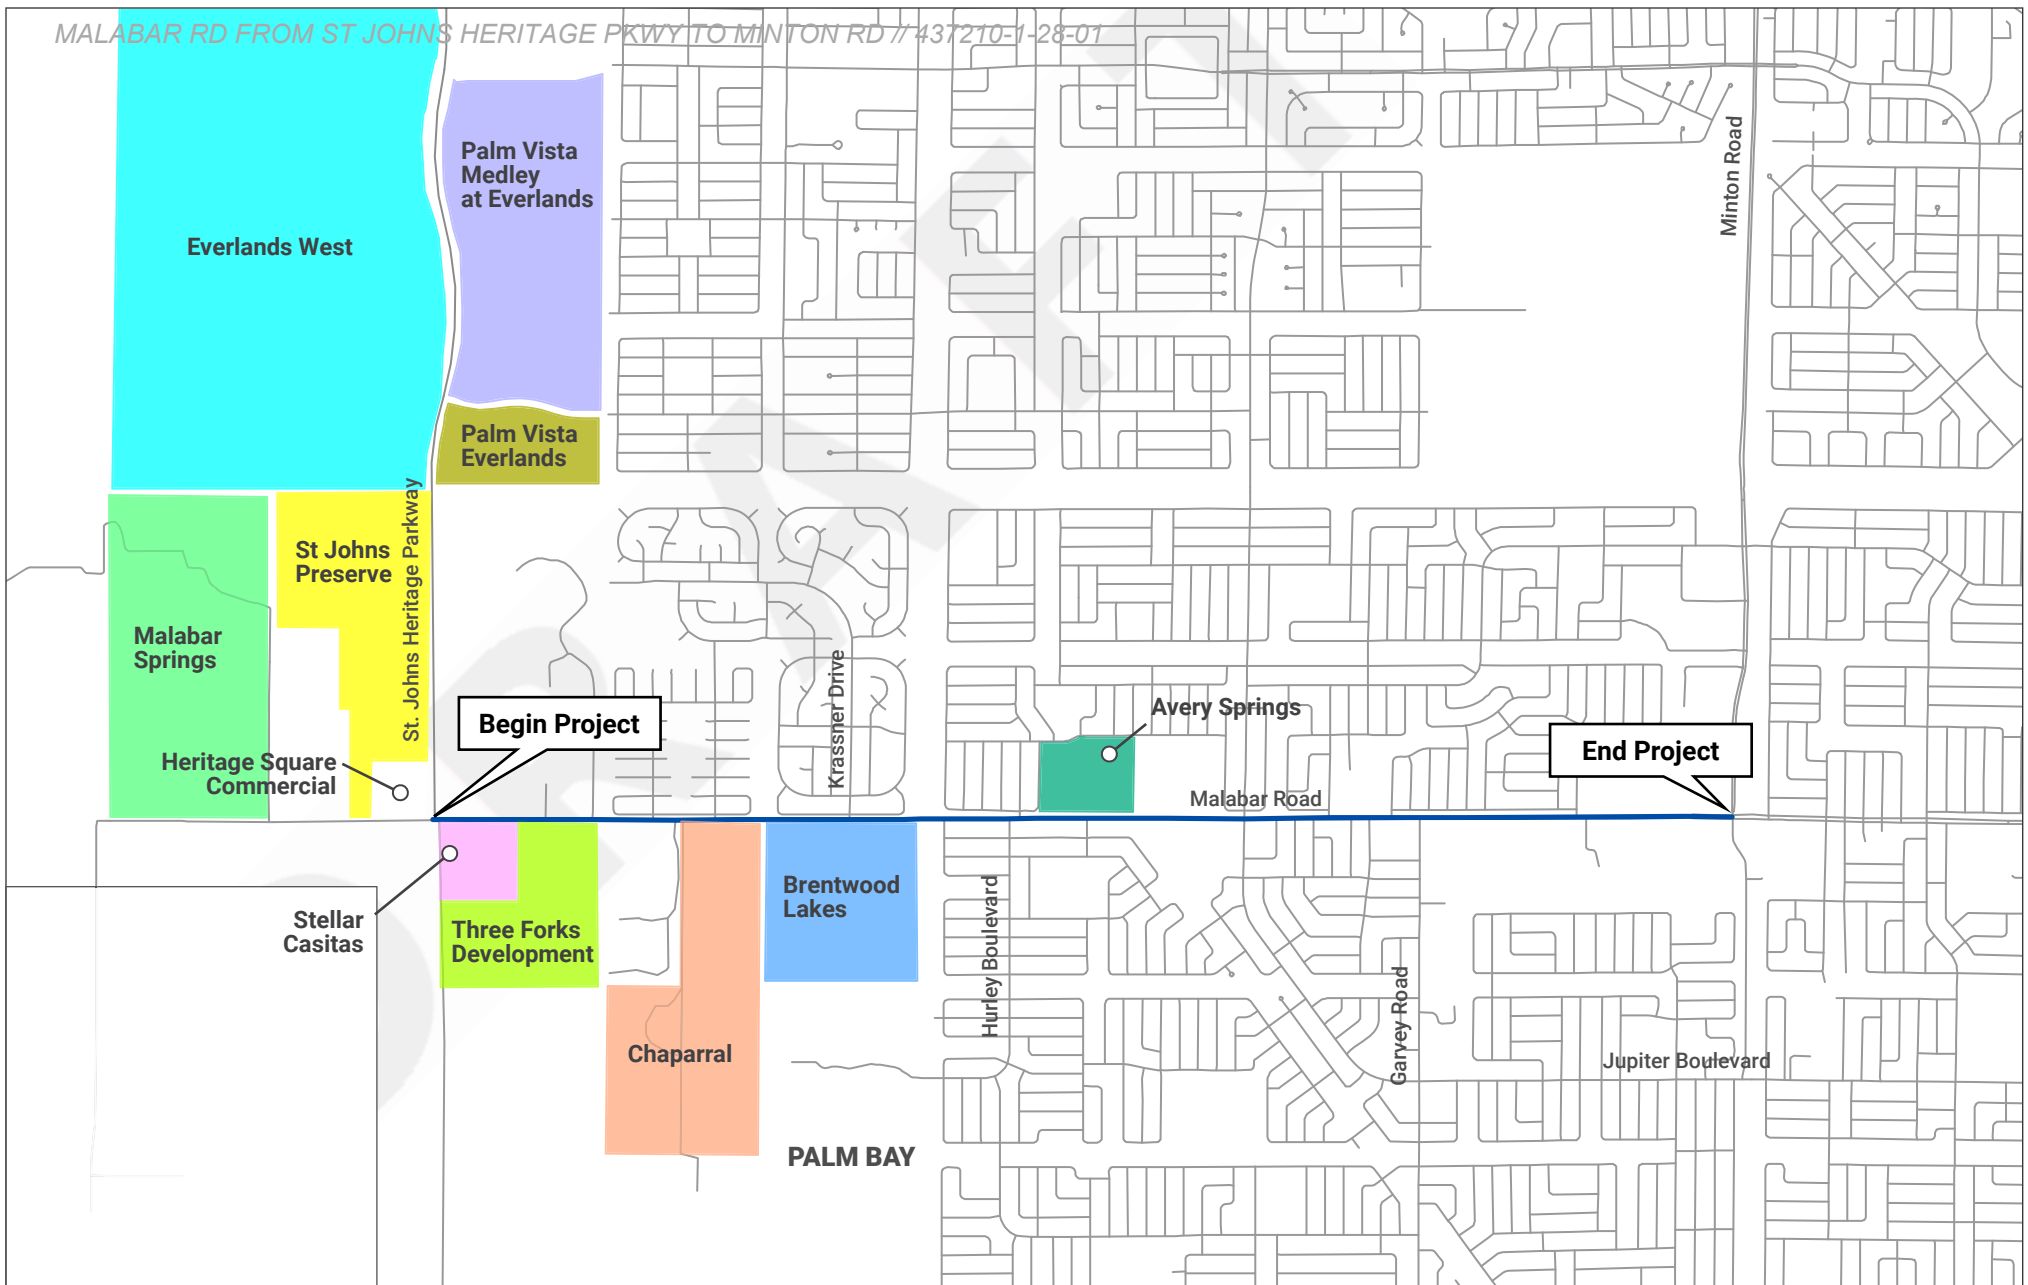 MALABAR RD FROM ST JOHNS HERITAGE PKWY TO MINTON RD // 437210-1-28-01
Palm Vista
Medley
at Everlands
Minton Road
Everlands West
Palm Vista
Everlands
St. Johns Heritage Parkway
St Johns
Preserve
Malabar
Springs
Krassner Drive
Begin Project
Avery Springs
End Project
Heritage Square
Commercial
Malabar Road
Brentwood
Lakes
Hurley Boulevard
Stellar
Casitas
Three Forks
Development
Garvey Road
Chaparral
Jupiter Boulevard
PALM BAY
DRAFT